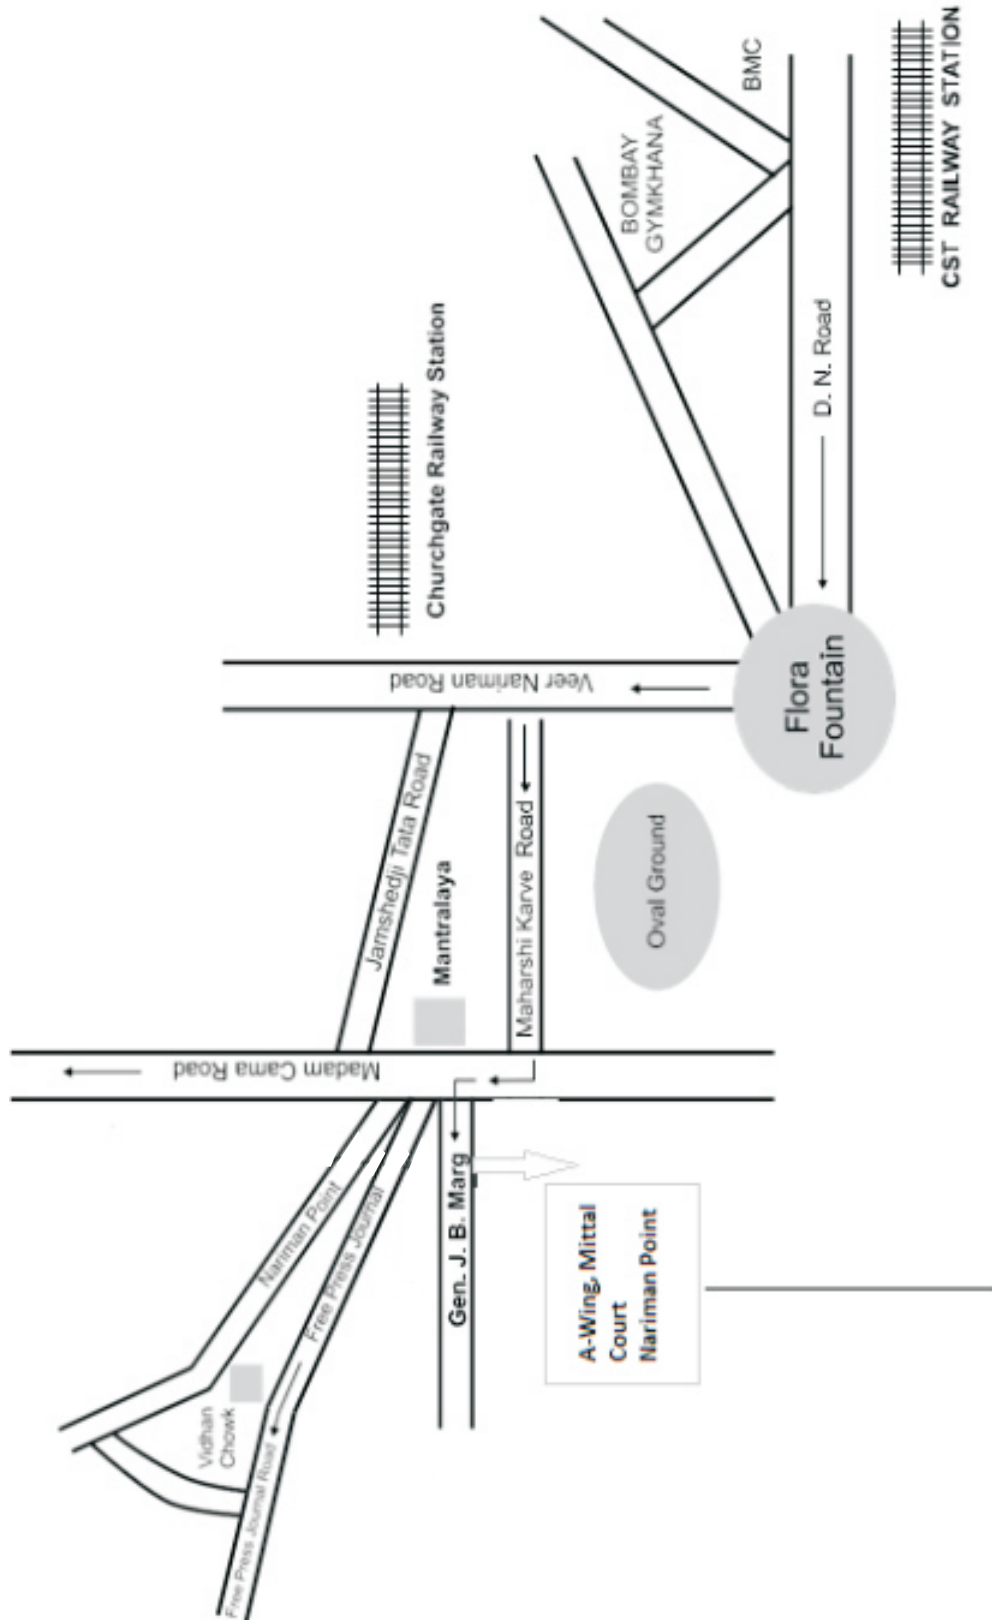 BMC
CST RAILWAY STATION
BOMBAY
GYMKHANA
D. N. Road
Churchgate Railway Station
Veer Nariman Road
Flora
Fountain
Jamshedji Tata Road
Mantralaya
Maharshi Karve Road
Oval Ground
Madam Cama Road
Nariman Point
Free Press Journal
Gen. J. B. Marg
A-Wing, Mittal
Court
Nariman Point
Vidhan
Chowk
Free Press Journal Road